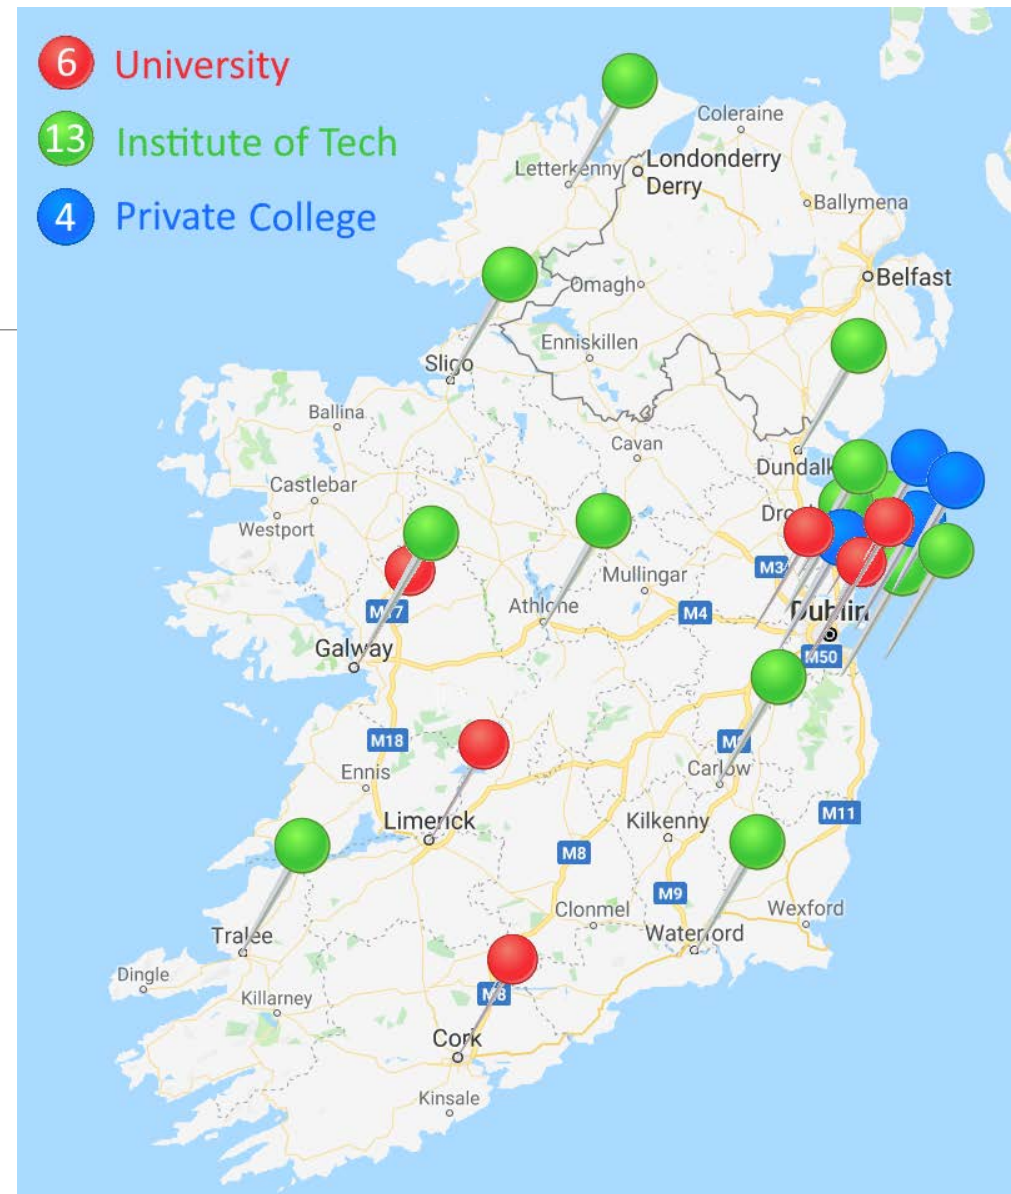 6 University
13 Institute of Tech
4 Private College
Coleraine
Londonderry
Derry
Letterkenny
Ballymena
Belfast
Omagh
Enniskillen
Sligo
Ballina
Cavan
Dundalk
Castlebar
Westport
Mullingar
Athlone
M4
M17
Dublin
M50
Galway
M18
Ennis
Carlow
M11
Limerick
Kilkenny
M8
M9
Clonmel
Wexford
Waterford
Tralee
Dingle
M8
Killarney
Cork
Kinsale